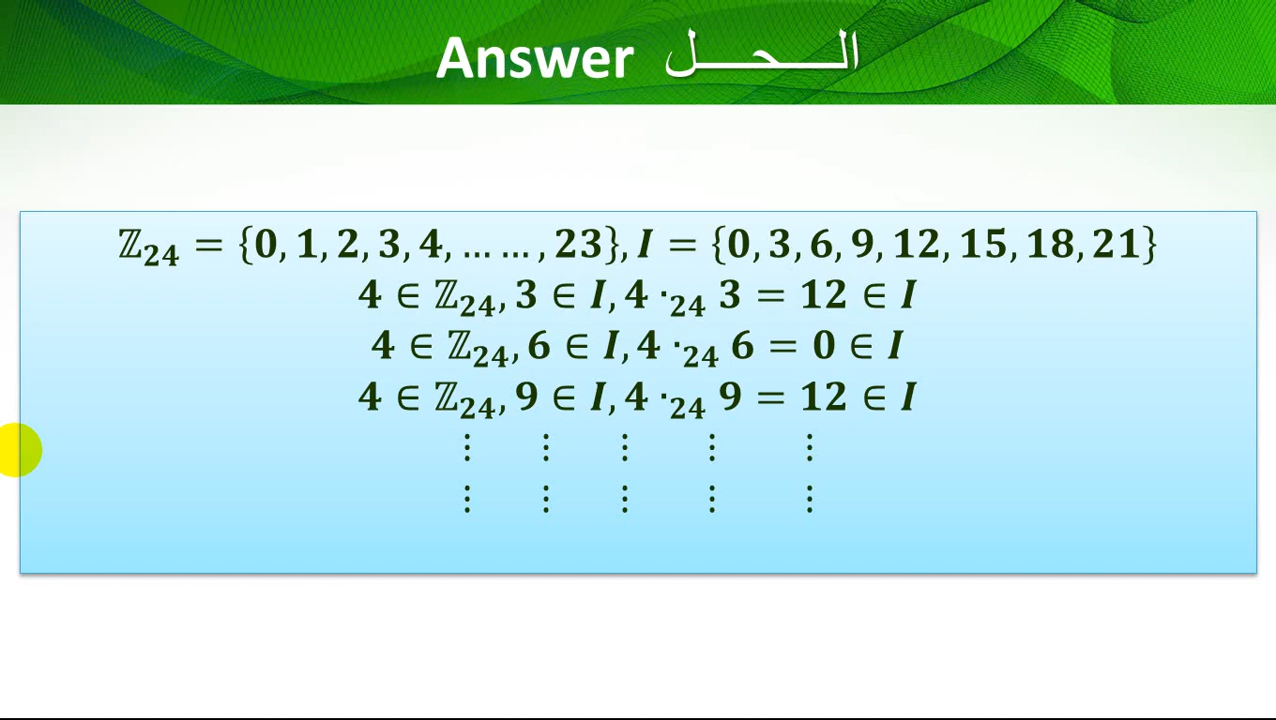 Answer الـــــحـــــل
ℤ₂₄ = {0, 1, 2, 3, 4, … … , 23}, I = {0, 3, 6, 9, 12, 15, 18, 21}
4 ∈ ℤ₂₄, 3 ∈ I, 4 ·₂₄ 3 = 12 ∈ I
4 ∈ ℤ₂₄, 6 ∈ I, 4 ·₂₄ 6 = 0 ∈ I
4 ∈ ℤ₂₄, 9 ∈ I, 4 ·₂₄ 9 = 12 ∈ I
⋮ ⋮ ⋮ ⋮ ⋮
⋮ ⋮ ⋮ ⋮ ⋮